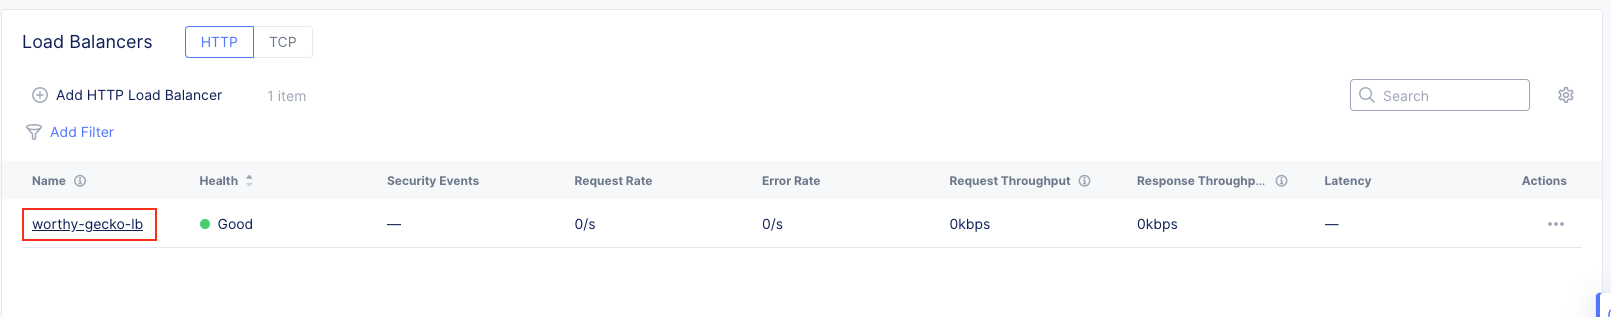 Load Balancers HTTP TCP
Add HTTP Load Balancer 1 item Search
Add Filter
Name Health Security Events Request Rate Error Rate Request Throughput Response Throughp... Latency Actions
worthy-gecko-lb Good — 0/s 0/s 0kbps 0kbps —